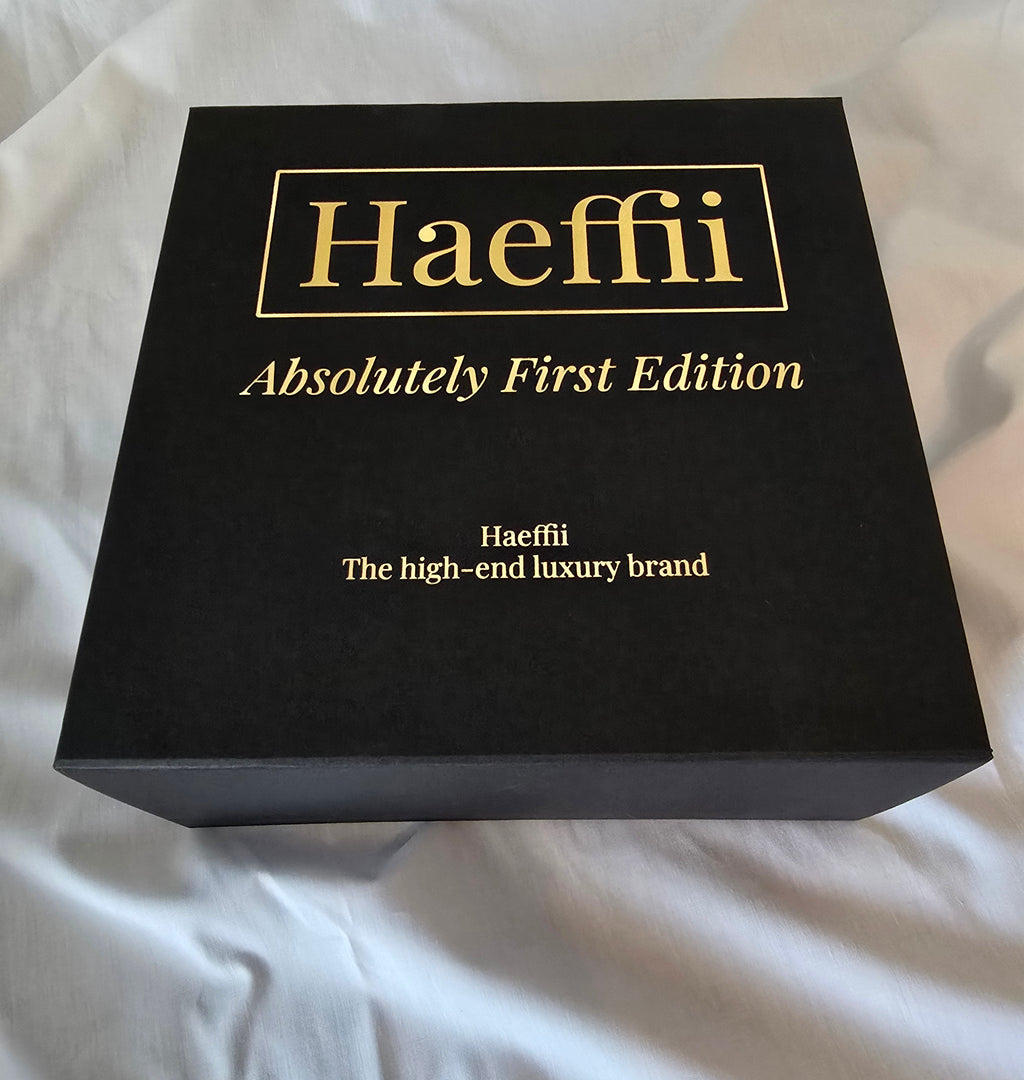 Haeffii
Absolutely First Edition
Haeffii
The high-end luxury brand